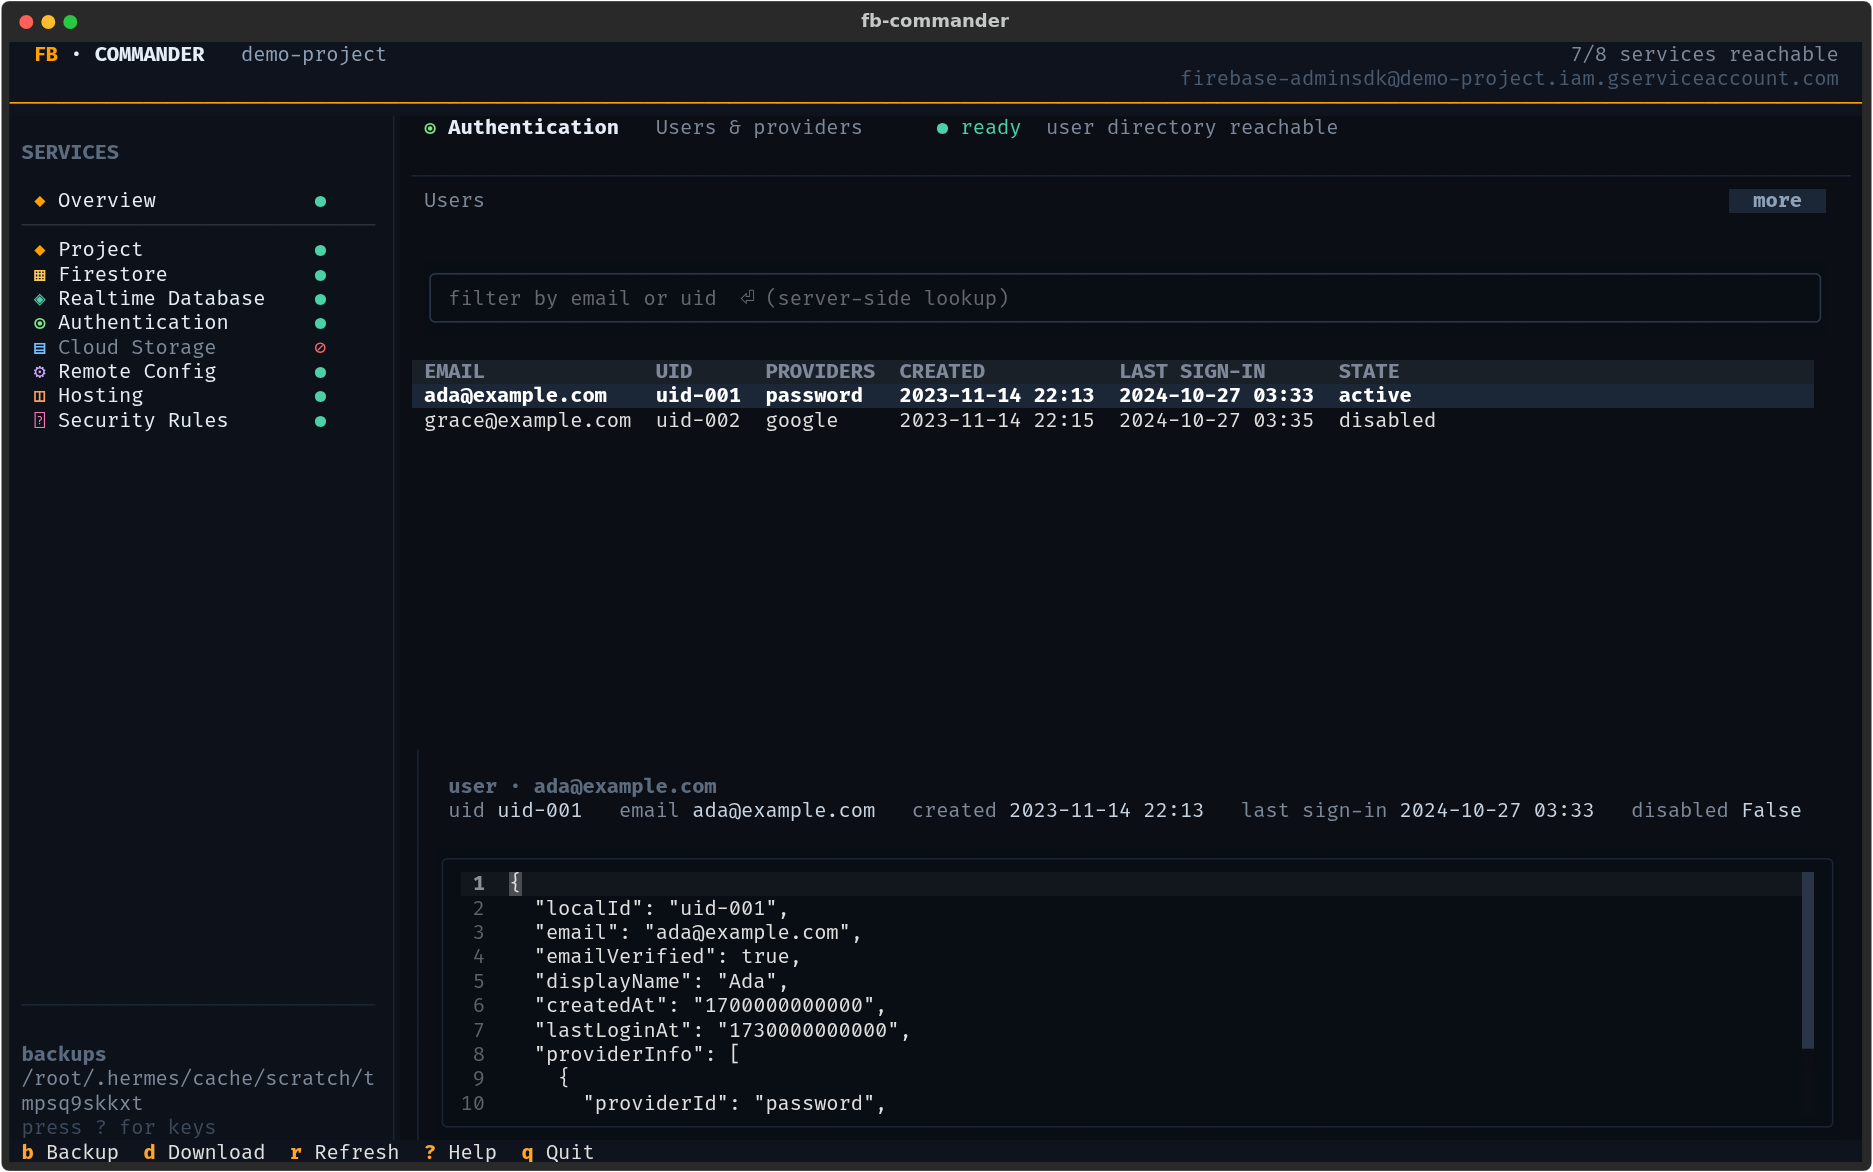 fb-commander
FB · COMMANDER demo-project 7/8 services reachable
firebase-adminsdk@demo-project.iam.gserviceaccount.com
Authentication Users & providers ● ready user directory reachable
SERVICES
Overview
Users more
Project
Firestore
Realtime Database
Authentication
Cloud Storage
Remote Config
Hosting
Security Rules
filter by email or uid ⏎ (server-side lookup)
EMAIL UID PROVIDERS CREATED LAST SIGN-IN STATE
ada@example.com uid-001 password 2023-11-14 22:13 2024-10-27 03:33 active
grace@example.com uid-002 google 2023-11-14 22:15 2024-10-27 03:35 disabled
user · ada@example.com
uid uid-001 email ada@example.com created 2023-11-14 22:13 last sign-in 2024-10-27 03:33 disabled False
1 {
2 "localId": "uid-001",
3 "email": "ada@example.com",
4 "emailVerified": true,
5 "displayName": "Ada",
6 "createdAt": "1700000000000",
7 "lastLoginAt": "1730000000000",
8 "providerInfo": [
9 {
10 "providerId": "password",
backups
/root/.hermes/cache/scratch/t
mpsq9skkxt
press ? for keys
b Backup d Download r Refresh ? Help q Quit